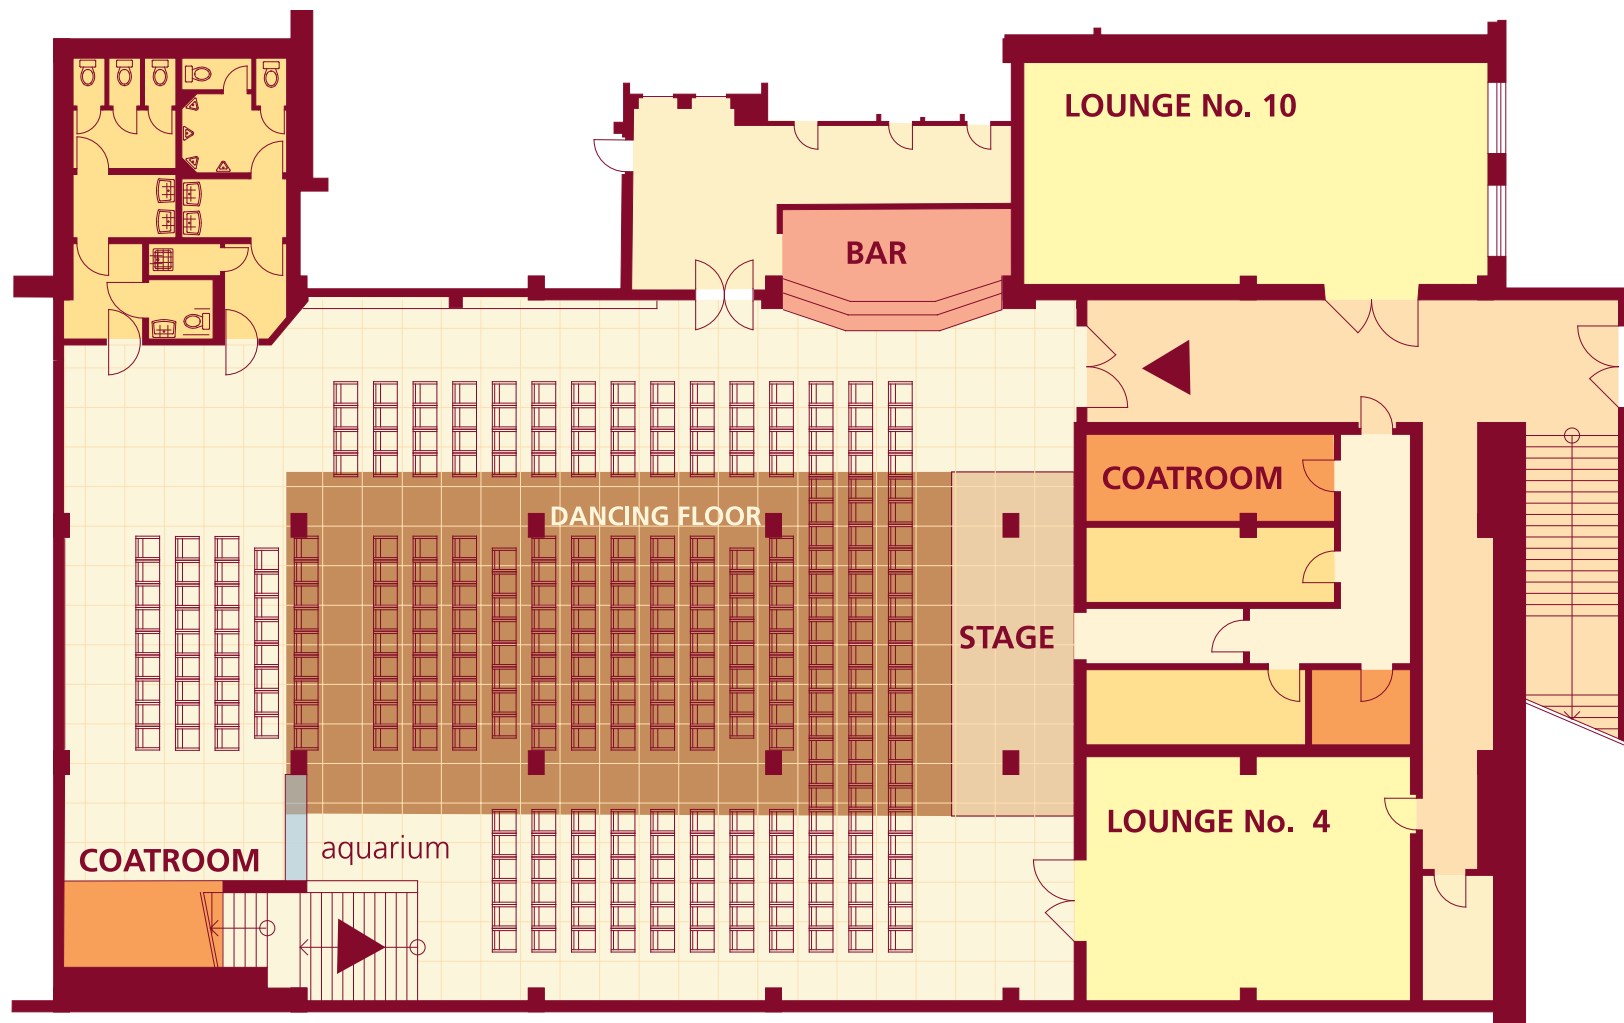 LOUNGE No. 10
BAR
COATROOM
DANCING FLOOR
STAGE
LOUNGE No. 4
COATROOM
aquarium